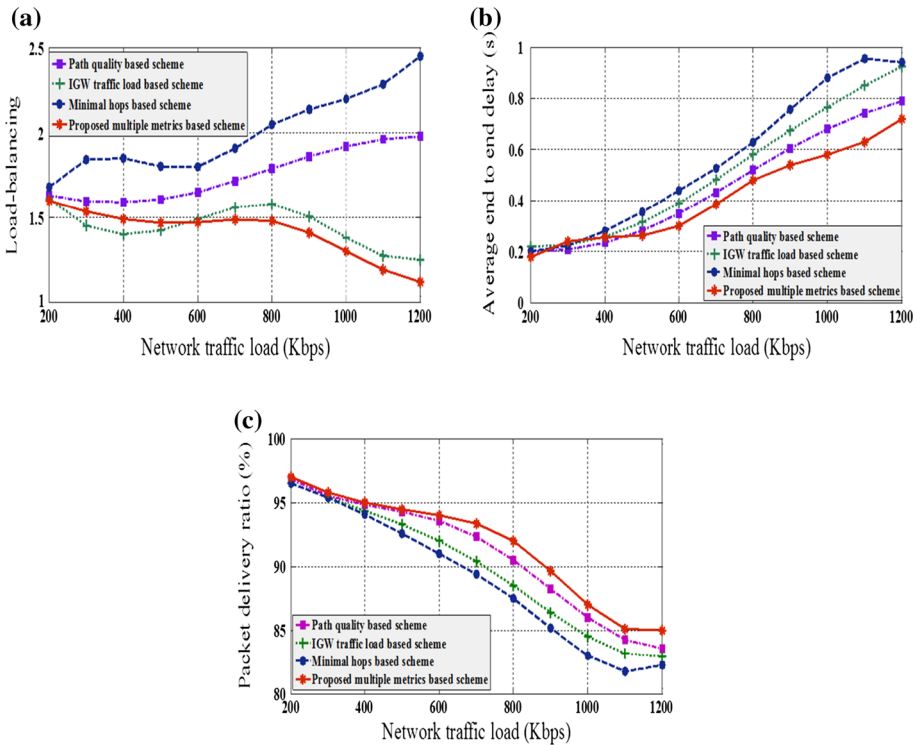 (a)
Load-balancing
2.5
2
1.5
1
Path quality based scheme
IGW traffic load based scheme
Minimal hops based scheme
Proposed multiple metrics based scheme
200 400 600 800 1000 1200
Network traffic load (Kbps)
(b)
Average end to end delay (s)
1
0.8
0.6
0.4
0.2
0
Path quality based scheme
IGW traffic load based scheme
Minimal hops based scheme
Proposed multiple metrics based scheme
200 400 600 800 1000 1200
Network traffic load (Kbps)
(c)
Packet delivery ratio (%)
100
95
90
85
80
Path quality based scheme
IGW traffic load based scheme
Minimal hops based scheme
Proposed multiple metrics based scheme
200 400 600 800 1000 1200
Network traffic load (Kbps)